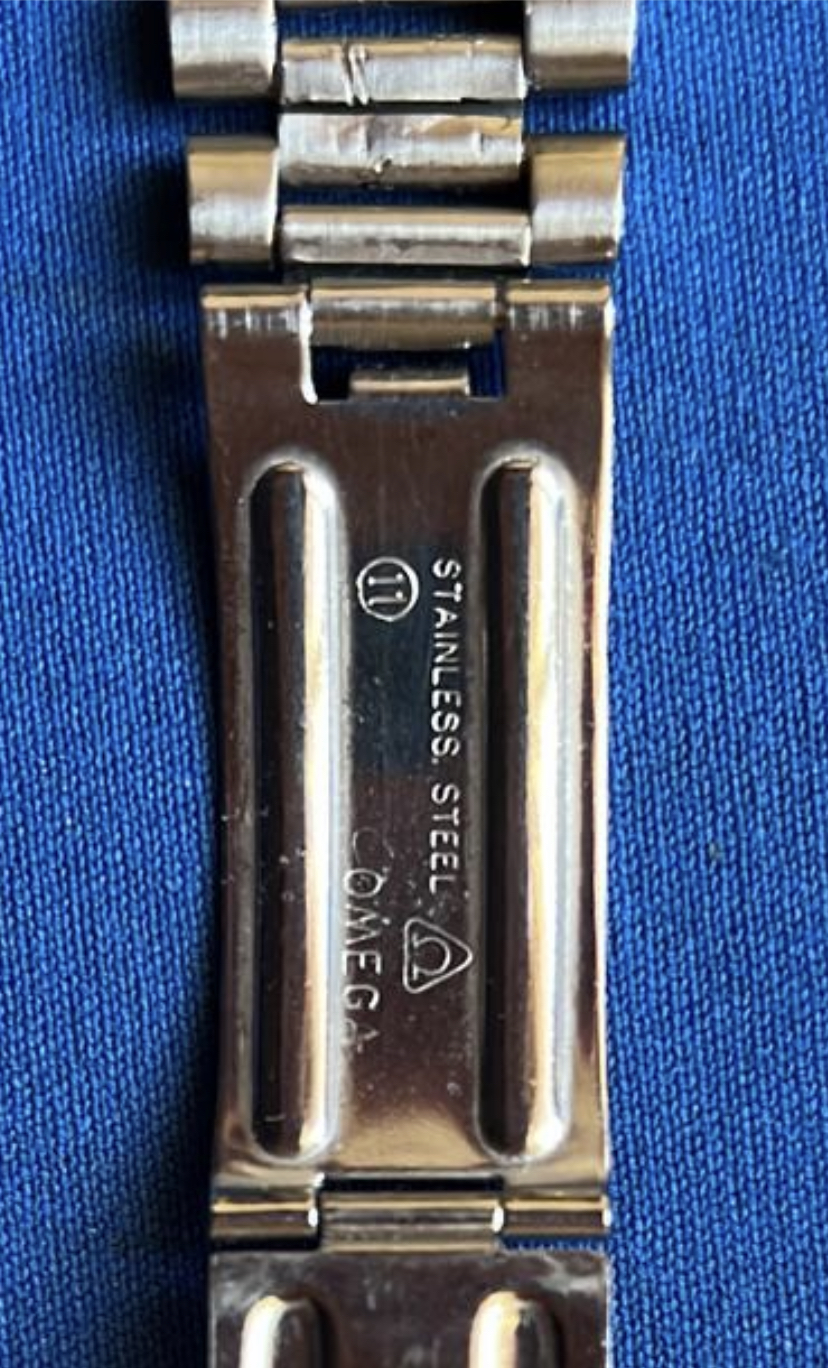 STAINLESS. STEEL Ω
11
OMEGA